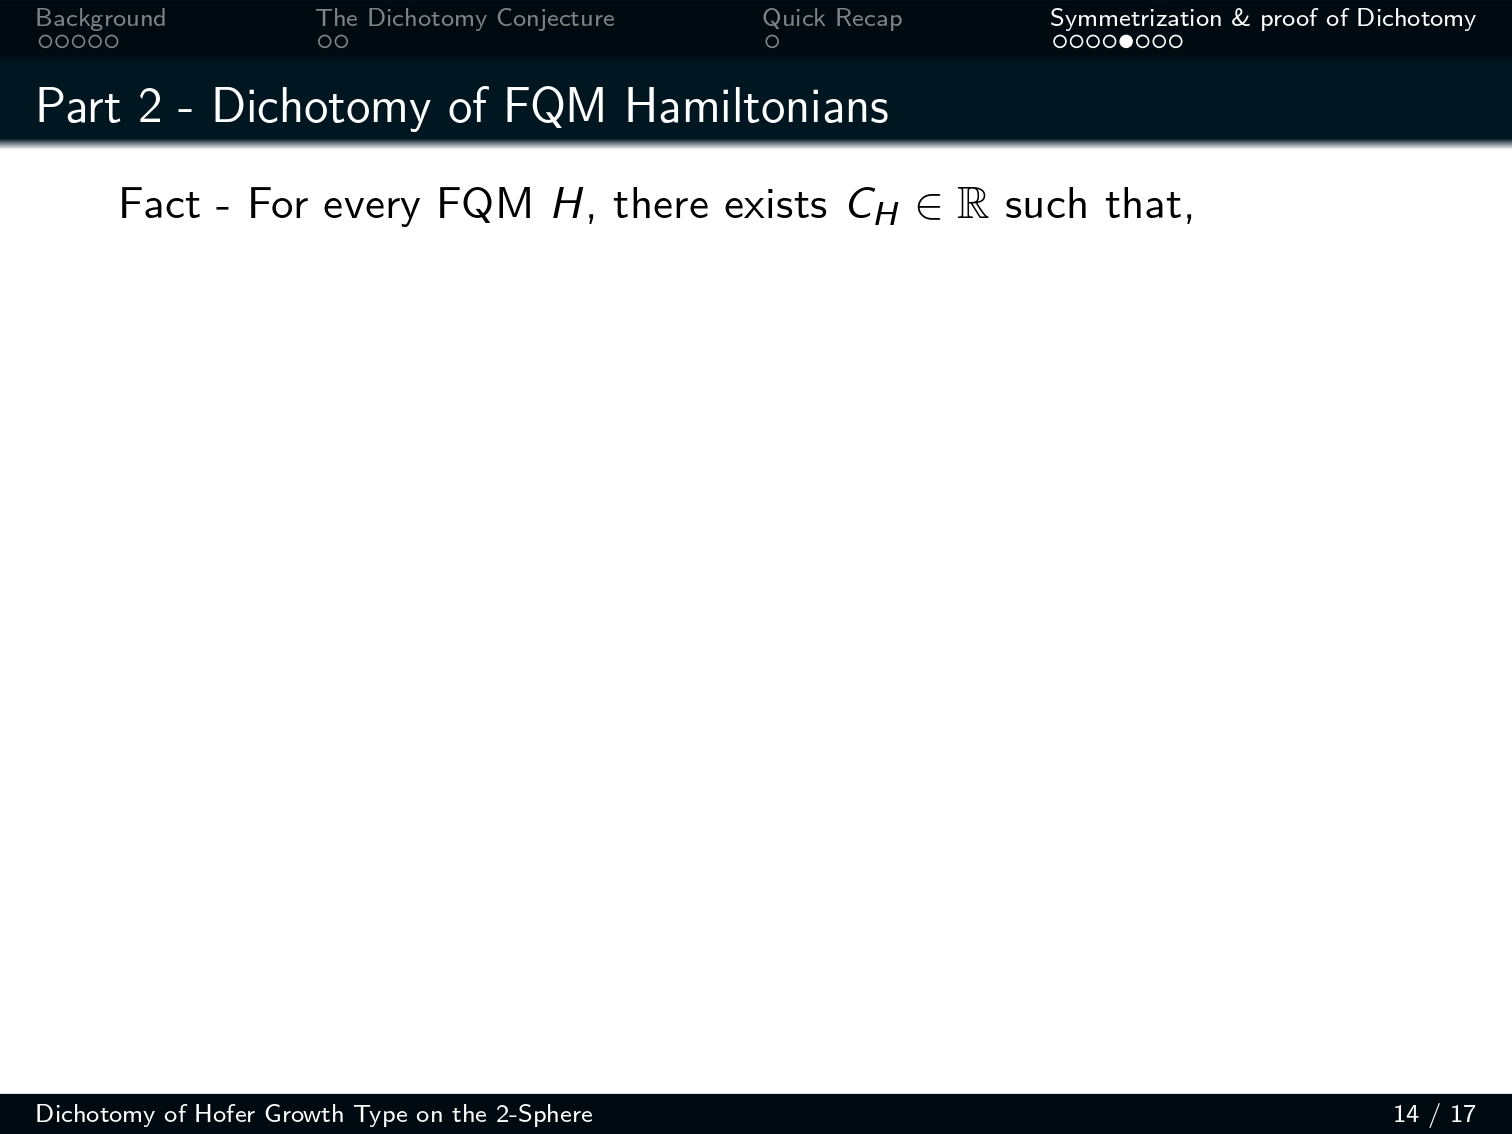 Background
The Dichotomy Conjecture
Quick Recap
Symmetrization & proof of Dichotomy
Part 2 - Dichotomy of FQM Hamiltonians
Fact - For every FQM H, there exists C_H ∈ ℝ such that,
Dichotomy of Hofer Growth Type on the 2-Sphere
14 / 17